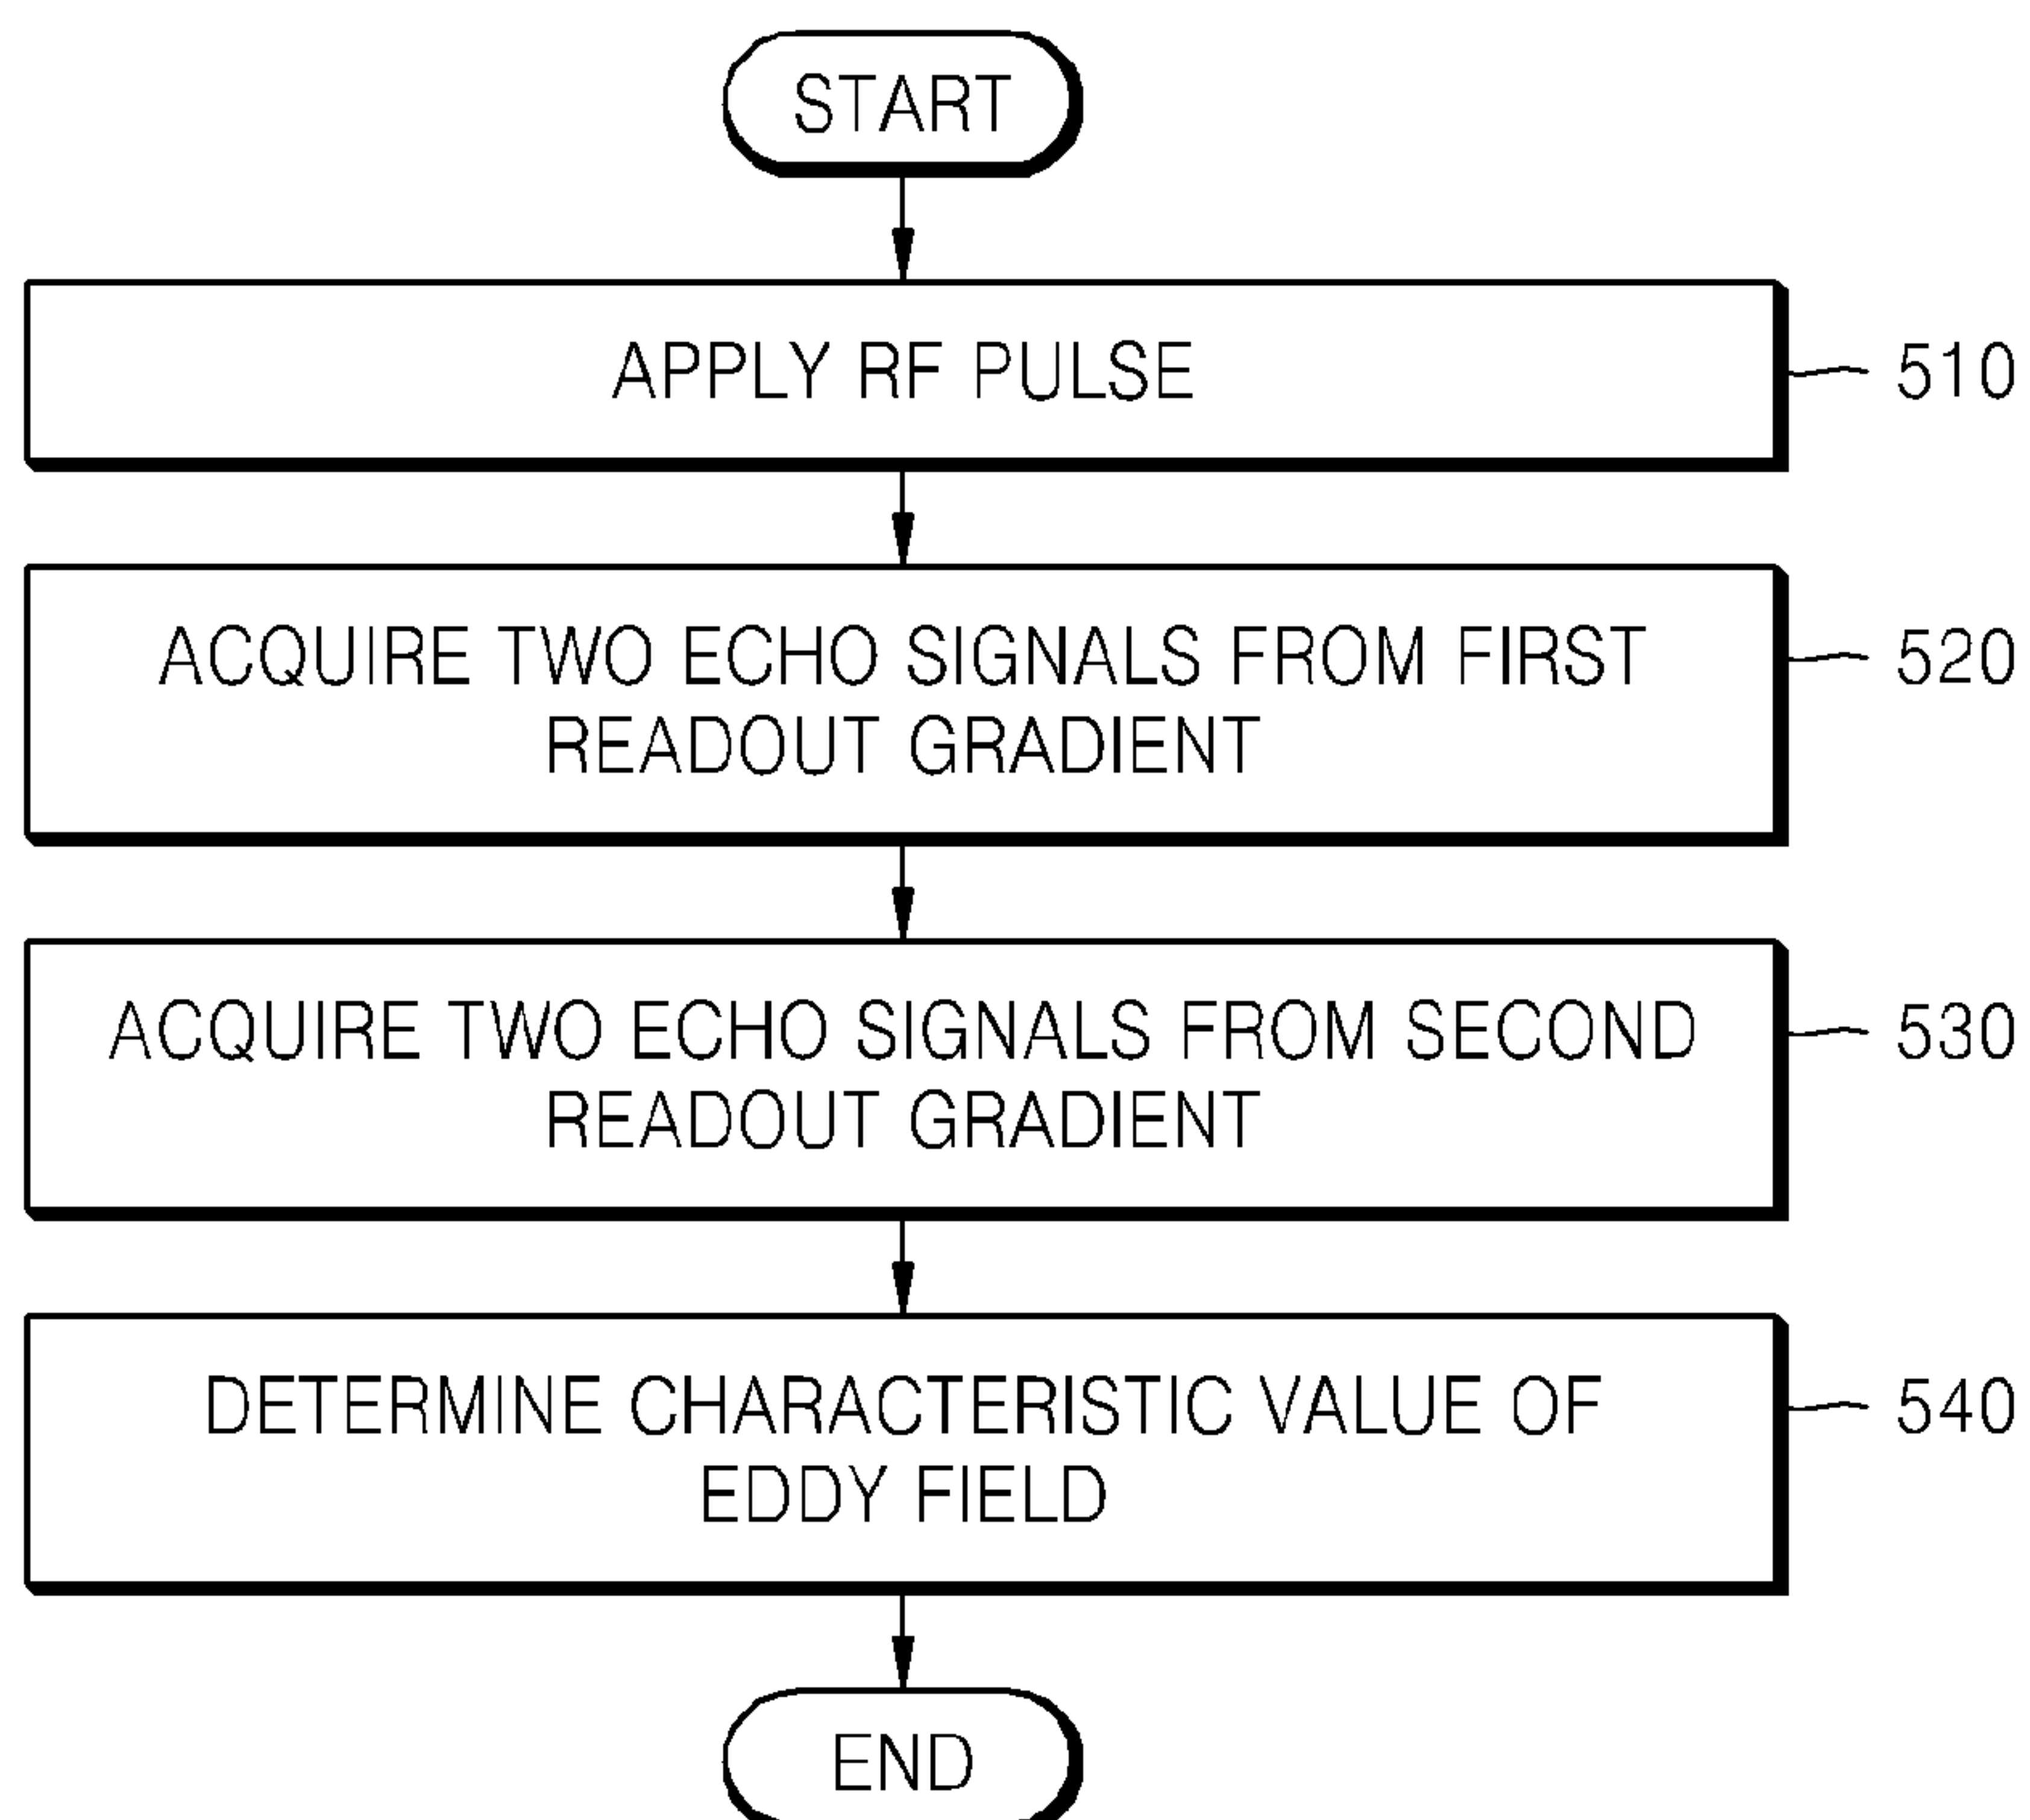 START
APPLY RF PULSE
510
ACQUIRE TWO ECHO SIGNALS FROM FIRST
READOUT GRADIENT
520
ACQUIRE TWO ECHO SIGNALS FROM SECOND
READOUT GRADIENT
530
DETERMINE CHARACTERISTIC VALUE OF
EDDY FIELD
540
END